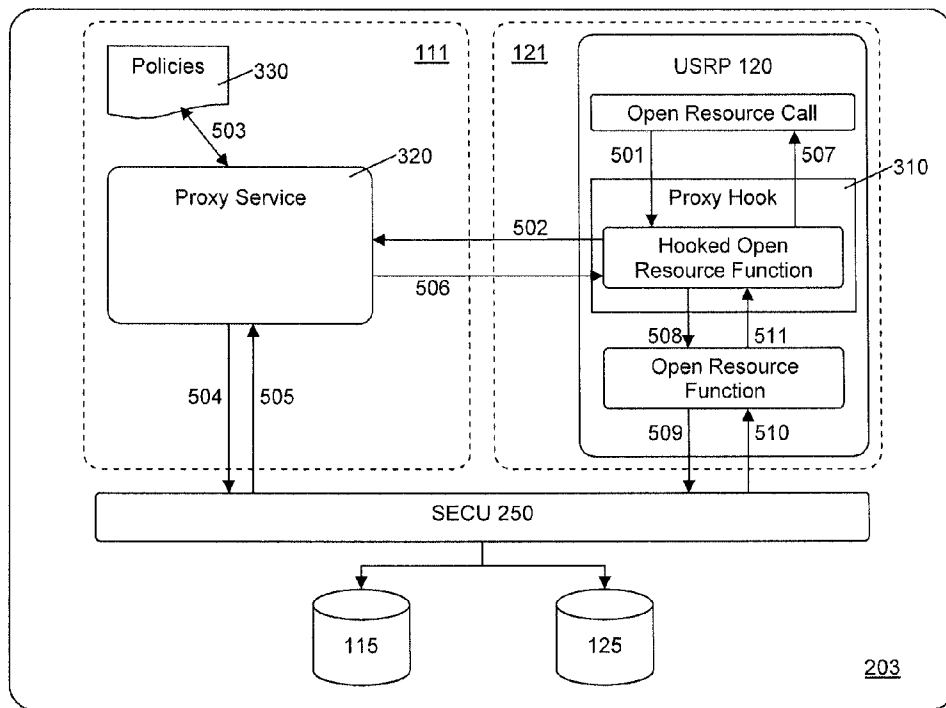 Policies
330
111
503
320
Proxy Service
502
506
504
505
121
USRP 120
Open Resource Call
501
507
310
Proxy Hook
Hooked Open
Resource Function
508
511
Open Resource
Function
509
510
SECU 250
115
125
203